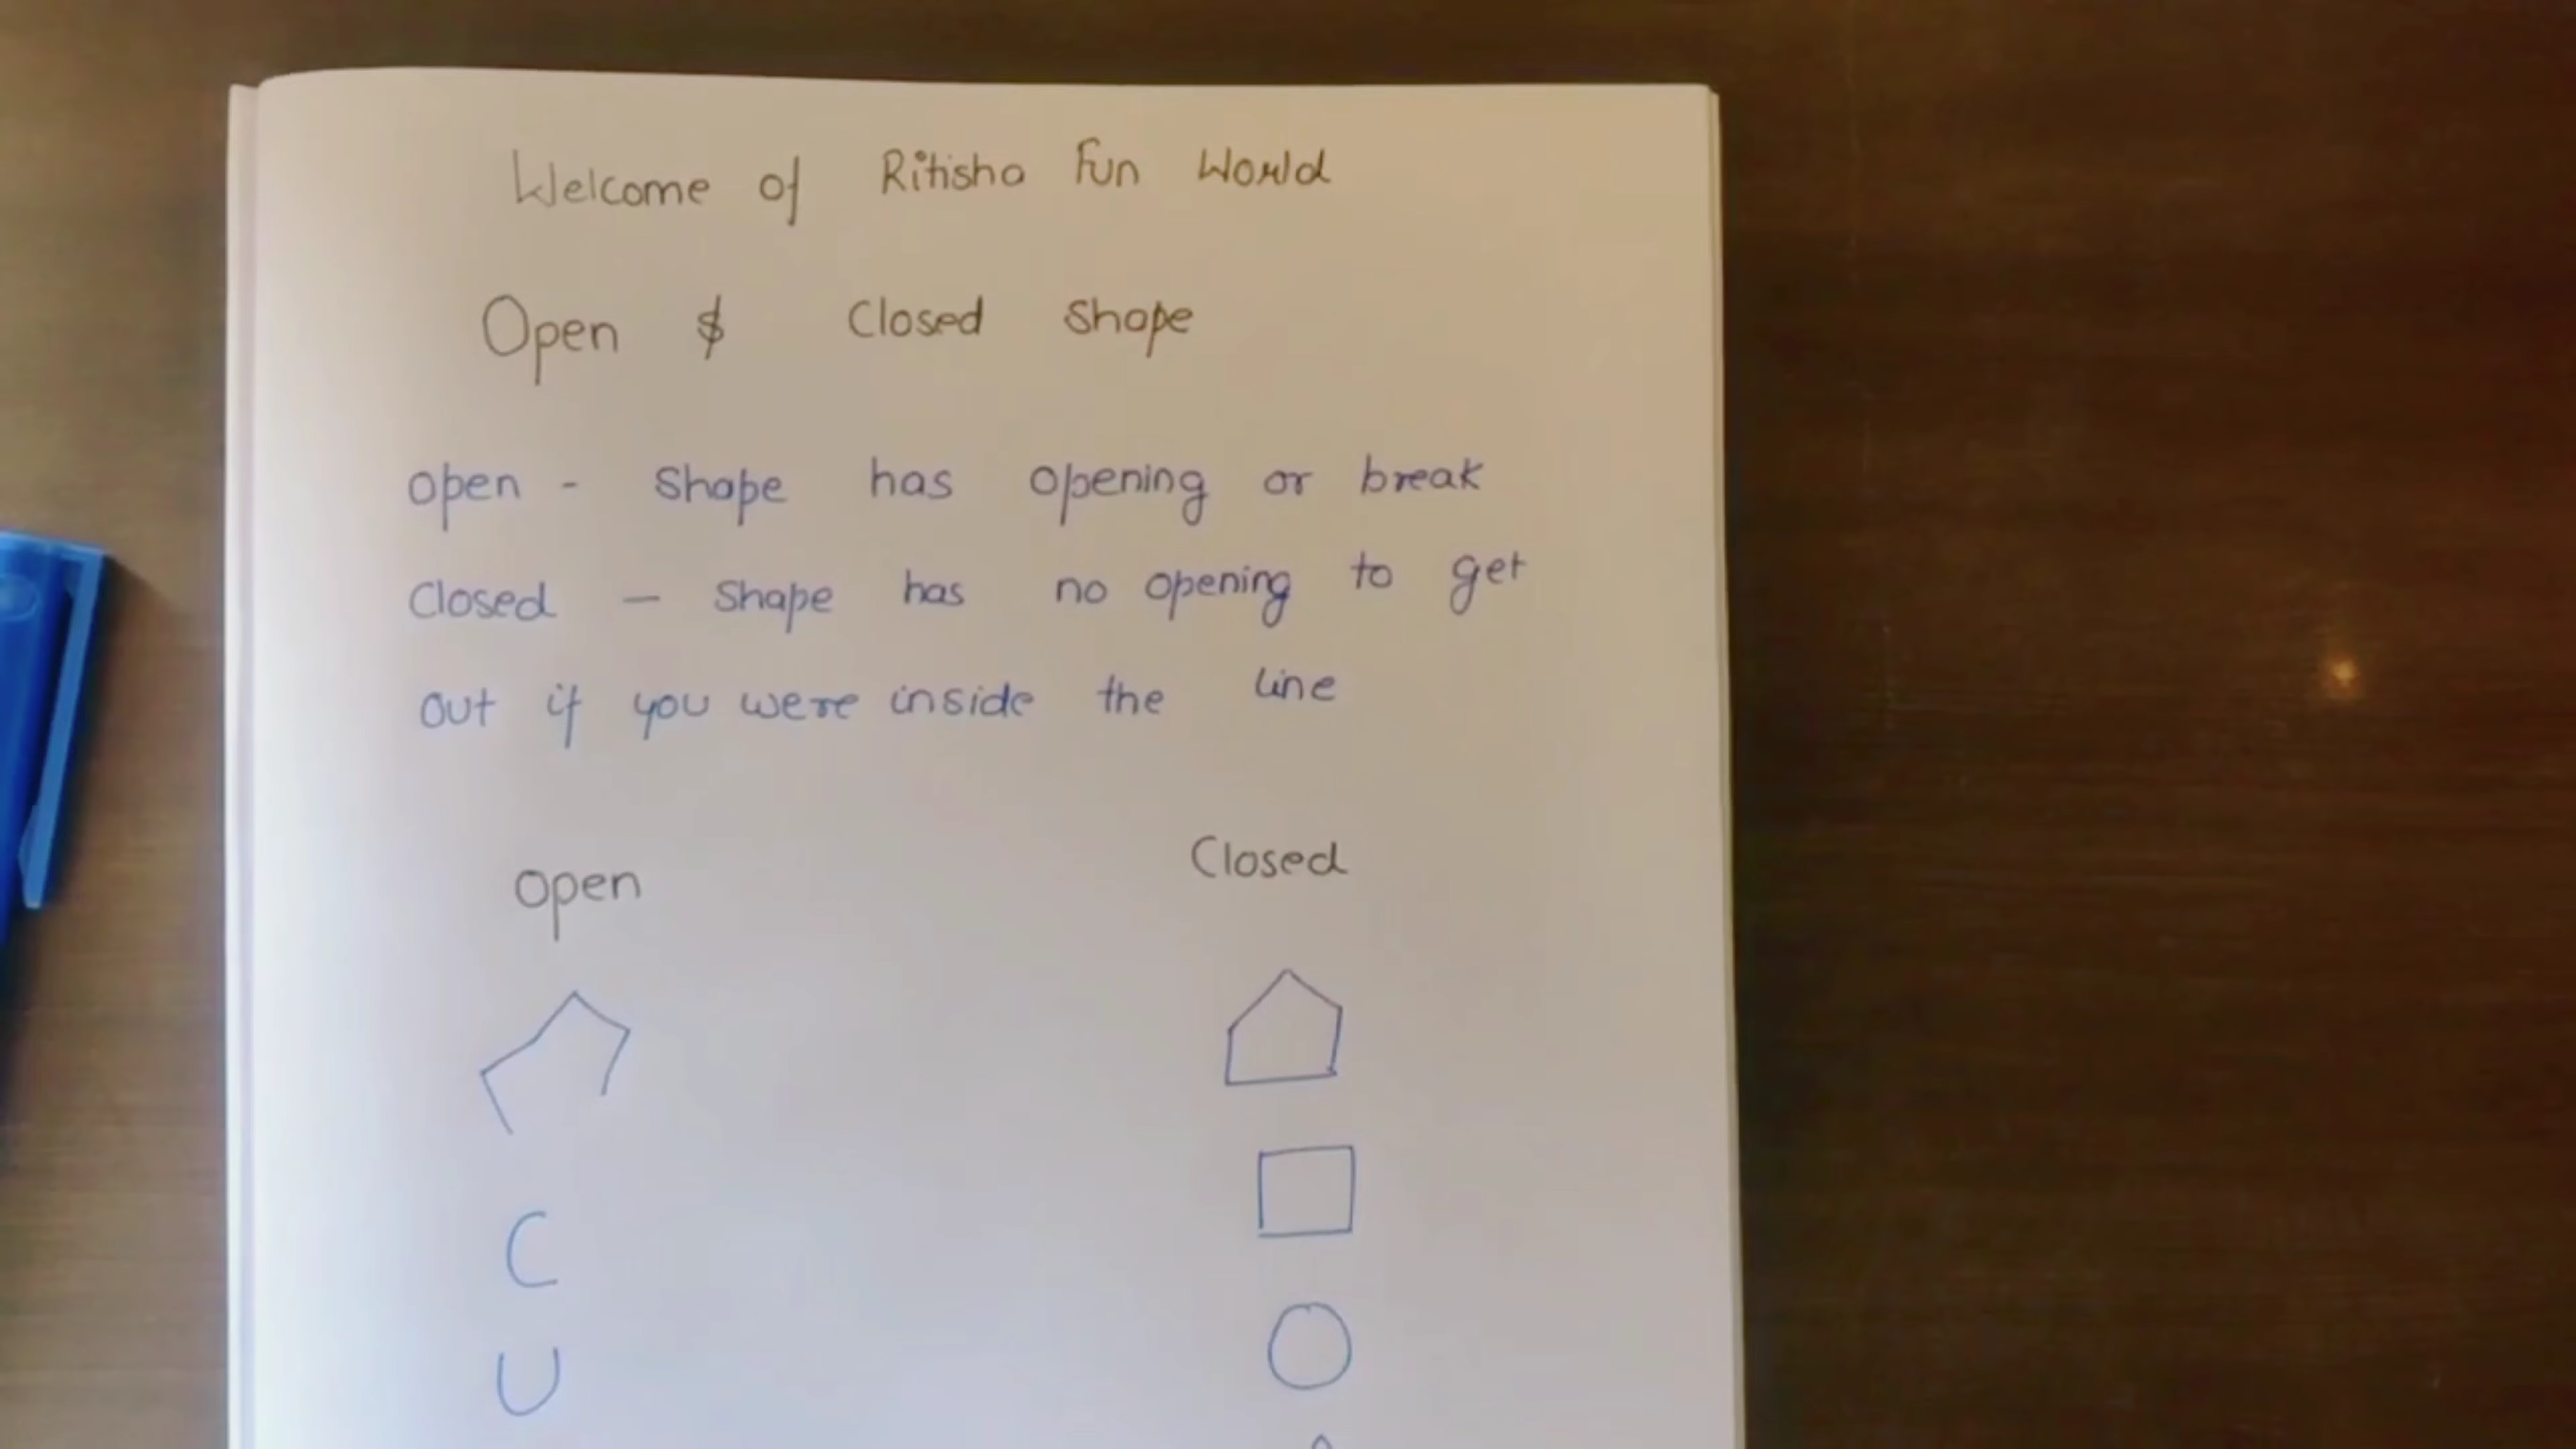 Welcome of Ritisha Fun World
Open & Closed Shape
open - Shape has opening or break
Closed — Shape has no opening to get
out if you were inside the line
Open Closed
C
U